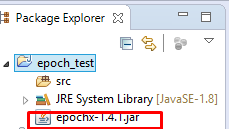 Package Explorer
epoch_test
src
JRE System Library [JavaSE-1.8]
epochx-1.4.1.jar